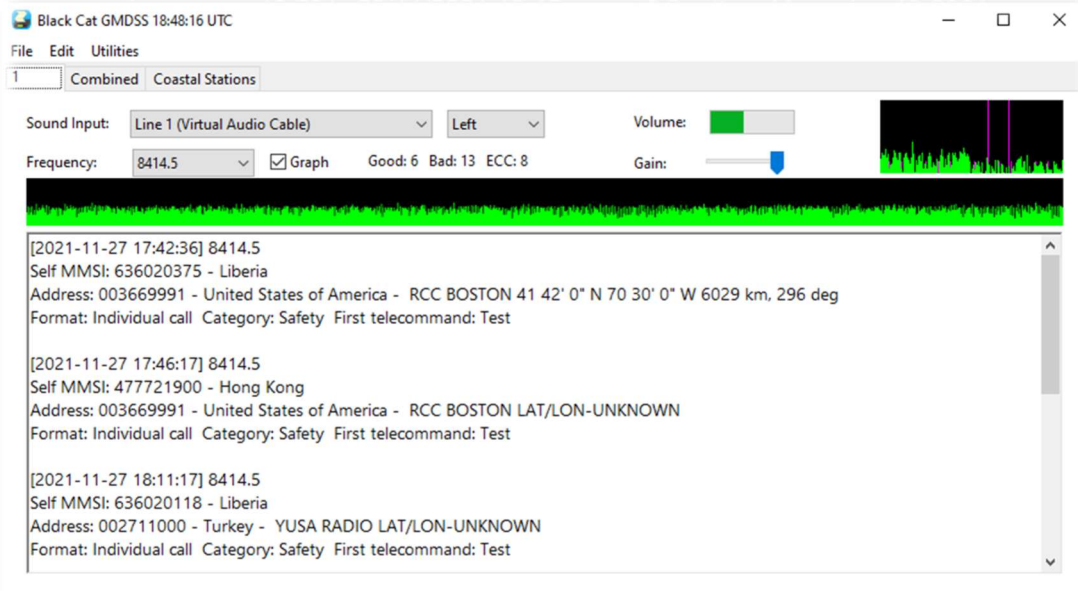 Black Cat GMDSS 18:48:16 UTC
File Edit Utilities
1 Combined Coastal Stations
Sound Input: Line 1 (Virtual Audio Cable) Left Volume:
Frequency: 8414.5 Graph Good: 6 Bad: 13 ECC: 8 Gain:
[2021-11-27 17:42:36] 8414.5
Self MMSI: 636020375 - Liberia
Address: 003669991 - United States of America - RCC BOSTON 41 42' 0" N 70 30' 0" W 6029 km, 296 deg
Format: Individual call Category: Safety First telecommand: Test
[2021-11-27 17:46:17] 8414.5
Self MMSI: 477721900 - Hong Kong
Address: 003669991 - United States of America - RCC BOSTON LAT/LON-UNKNOWN
Format: Individual call Category: Safety First telecommand: Test
[2021-11-27 18:11:17] 8414.5
Self MMSI: 636020118 - Liberia
Address: 002711000 - Turkey - YUSA RADIO LAT/LON-UNKNOWN
Format: Individual call Category: Safety First telecommand: Test